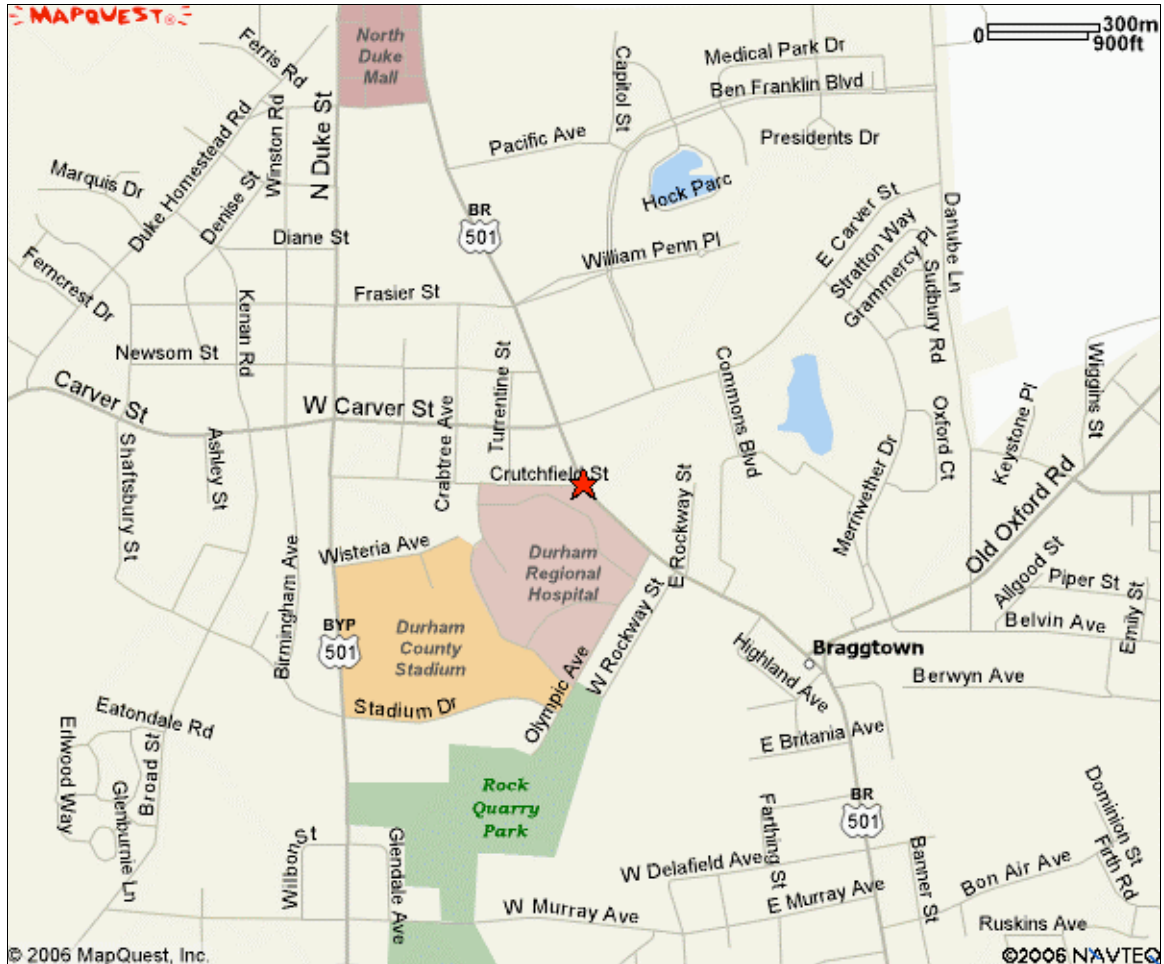 MAPQUEST®
300m
0
900ft
North
Duke
Mall
Ferris Rd
Capitol St
Medical Park Dr
Ben Franklin Blvd
N Duke St
Winston Rd
Duke Homestead Rd
Pacific Ave
Presidents Dr
Marquis Dr
Denise St
Hock Parc
BR
501
E Carver St
Danube Ln
Stratton Way
Grammercy Pl
Sudbury Rd
Diane St
William Penn Pl
Ferncrest Dr
Kenan Rd
Frasier St
Newsom St
Turrentine St
Commons Blvd
Wiggins St
Carver St
W Carver St
Crabtree Ave
Keystone Pl
Oxford Ct
Shaftsbury St
Ashley St
Crutchfield St
E Rockway St
Merriwether Dr
Old Oxford Rd
Wisteria Ave
Durham
Regional
Hospital
Birmingham Ave
Allgood St
Piper St
Emily St
Belvin Ave
BYP
501
Durham
County
Stadium
W Rockway St
Highland Ave
Braggtown
Berwyn Ave
Olympic Ave
Stadium Dr
Eatondale Rd
Erlwood Way
Broad St
E Britania Ave
Glenburnie Ln
Rock
Quarry
Park
Farthing St
BR
501
Dominion St
Firth Rd
Wilbon St
Glendale Ave
W Delafield Ave
Banner St
Bon Air Ave
W Murray Ave
E Murray Ave
Ruskins Ave
© 2006 MapQuest, Inc.
©2006 NAVTEQ